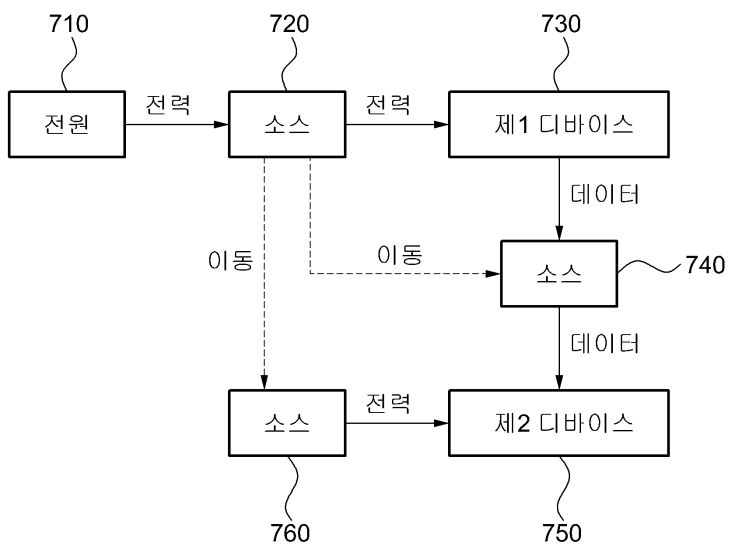 710
720
730
전원
전력
소스
전력
제1 디바이스
데이터
이동
이동
소스
740
데이터
소스
전력
제2 디바이스
760
750